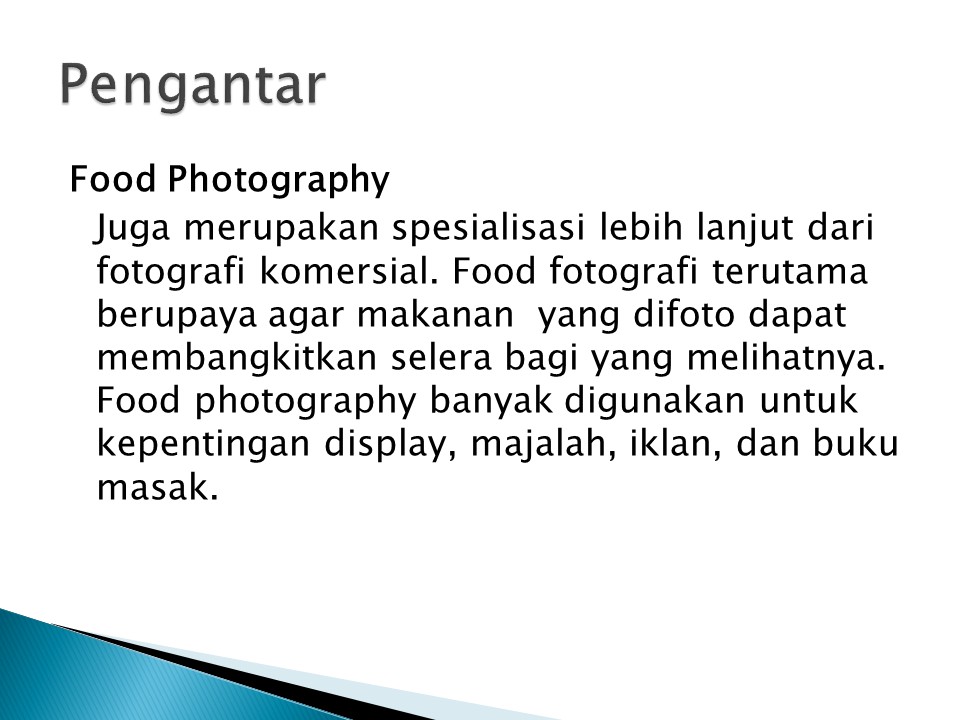 Pengantar
Food Photography
Juga merupakan spesialisasi lebih lanjut dari
fotografi komersial. Food fotografi terutama
berupaya agar makanan  yang difoto dapat
membangkitkan selera bagi yang melihatnya.
Food photography banyak digunakan untuk
kepentingan display, majalah, iklan, dan buku
masak.